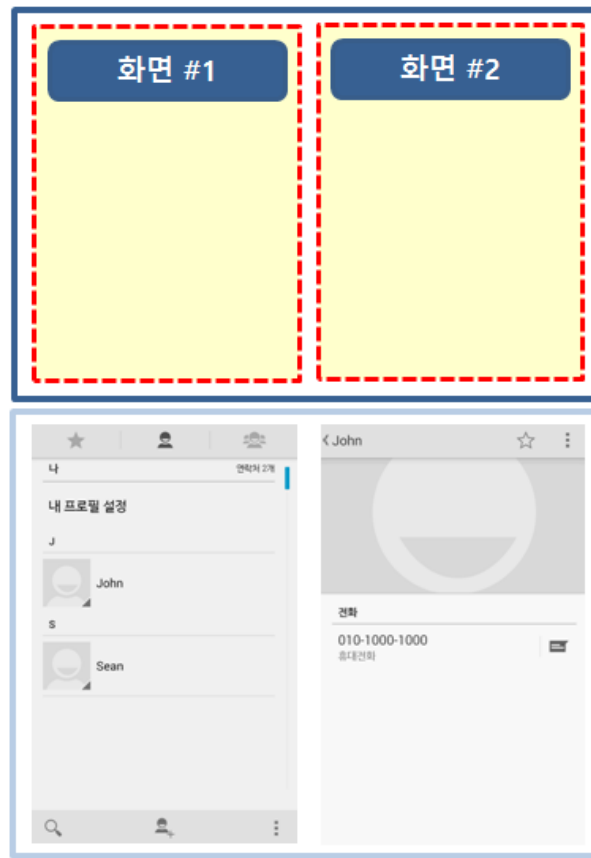 화면 #1
화면 #2
나 연락처 2개
내 프로필 설정
J
John
S
Sean
John
전화
010-1000-1000
휴대전화